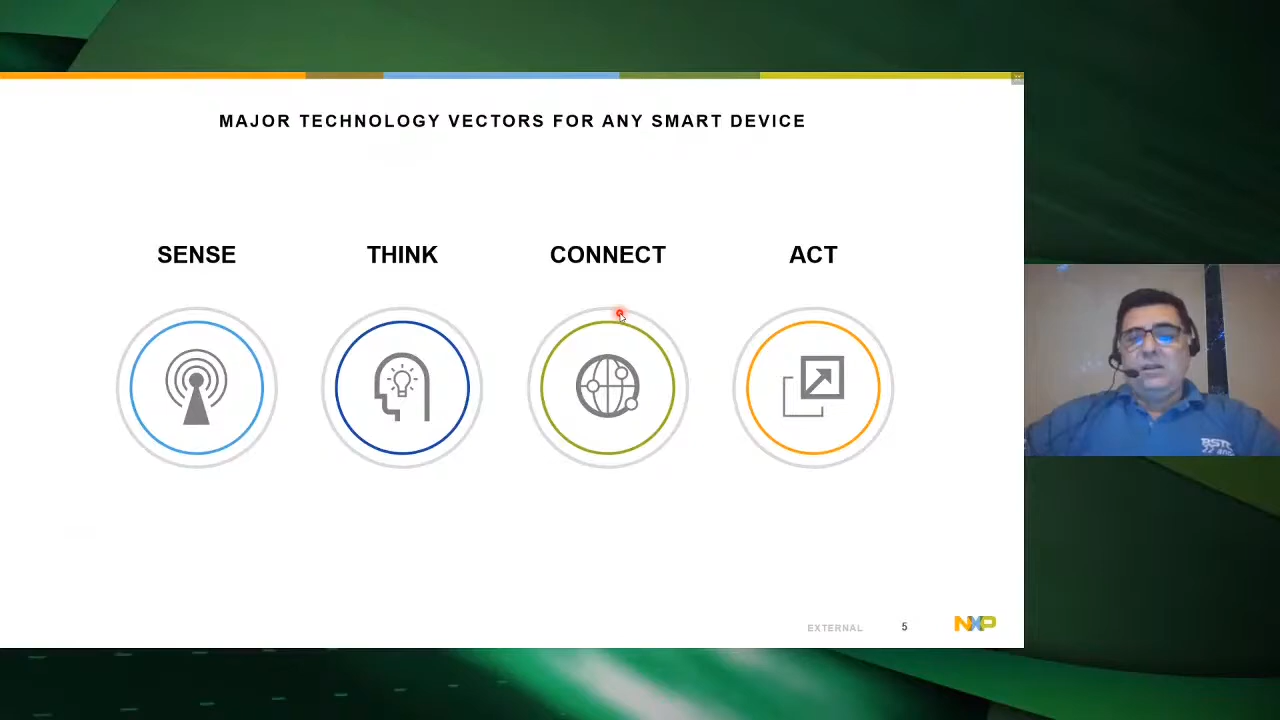 MAJOR TECHNOLOGY VECTORS FOR ANY SMART DEVICE
SENSE THINK CONNECT ACT
EXTERNAL 5 NXP